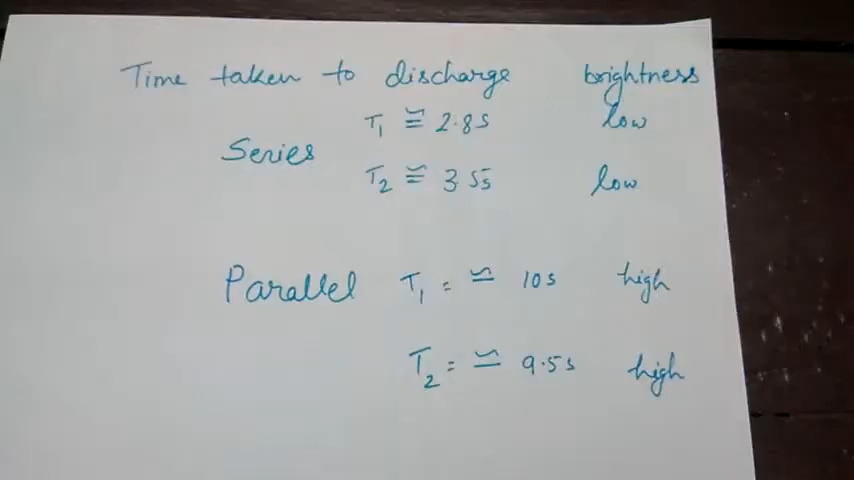 Time taken to discharge brightness
T1 ≅ 2.8s low
Series
T2 ≅ 3.5s low
Parallel T1 = ≃ 10s high
T2 = ≃ 9.5s high